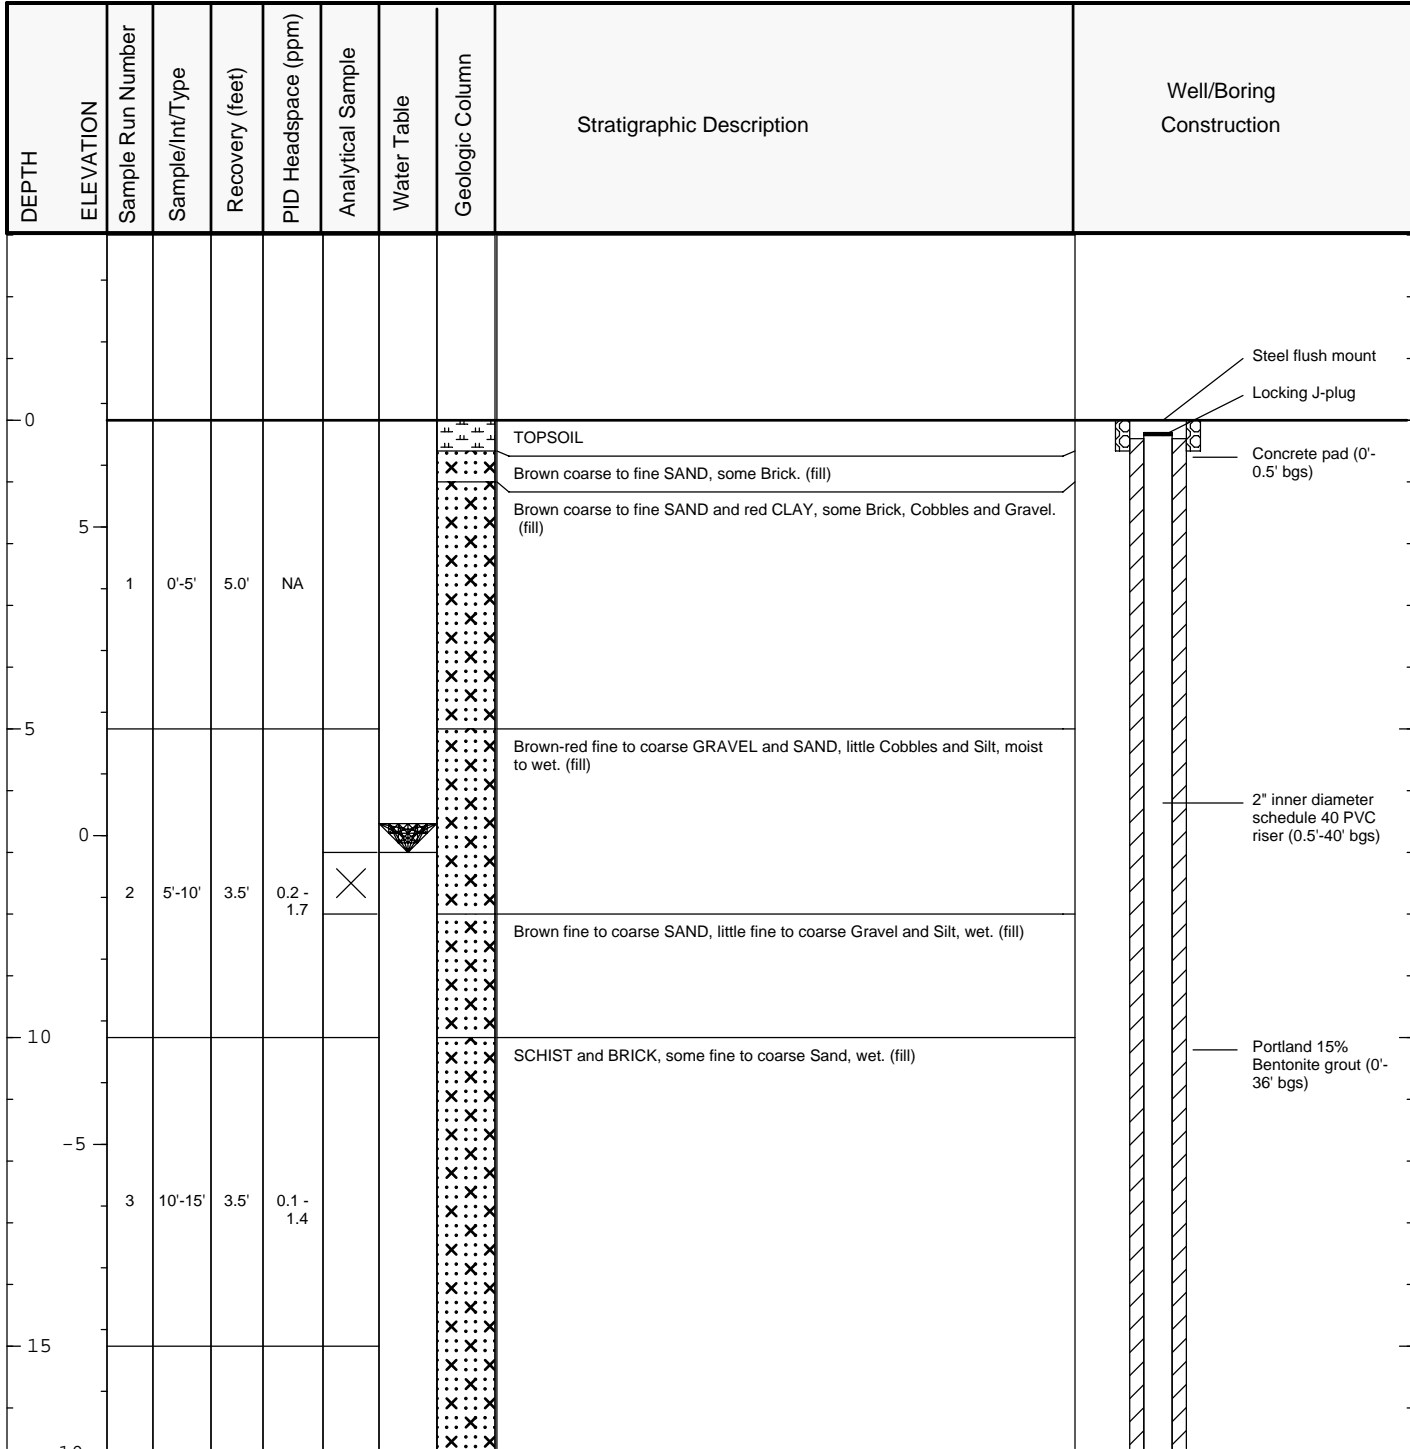 DEPTH
ELEVATION
Sample Run Number
Sample/Int/Type
Recovery (feet)
PID Headspace (ppm)
Analytical Sample
Water Table
Geologic Column
Stratigraphic Description
Well/Boring
Construction
Steel flush mount
Locking J-plug
0
TOPSOIL
Concrete pad (0'-
0.5' bgs)
Brown coarse to fine SAND, some Brick. (fill)
Brown coarse to fine SAND and red CLAY, some Brick, Cobbles and Gravel.
(fill)
5
1 0'-5' 5.0' NA
5
Brown-red fine to coarse GRAVEL and SAND, little Cobbles and Silt, moist
to wet. (fill)
2" inner diameter
schedule 40 PVC
riser (0.5'-40' bgs)
0
2 5'-10' 3.5' 0.2 -
1.7
Brown fine to coarse SAND, little fine to coarse Gravel and Silt, wet. (fill)
10
SCHIST and BRICK, some fine to coarse Sand, wet. (fill)
Portland 15%
Bentonite grout (0'-
36' bgs)
-5
3 10'-15' 3.5' 0.1 -
1.4
15